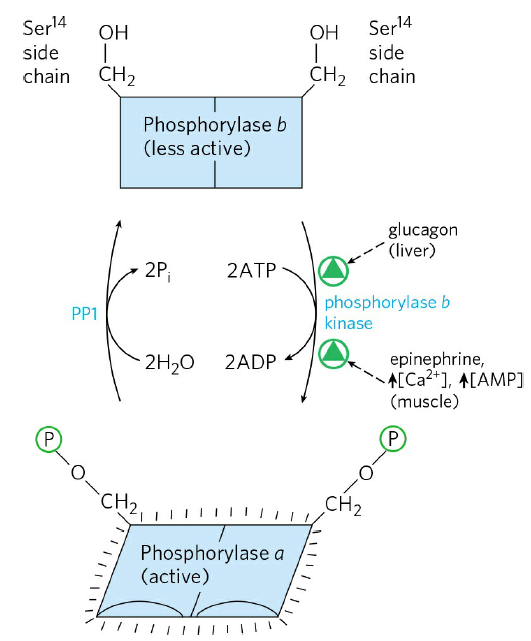 Ser¹⁴
side
chain
OH
CH₂
OH
CH₂
Ser¹⁴
side
chain
Phosphorylase b
(less active)
glucagon
(liver)
2Pᵢ
2ATP
PP1
phosphorylase b
kinase
2H₂O
2ADP
epinephrine,
↑[Ca²⁺], ↑[AMP]
(muscle)
P
O
CH₂
P
O
CH₂
Phosphorylase a
(active)